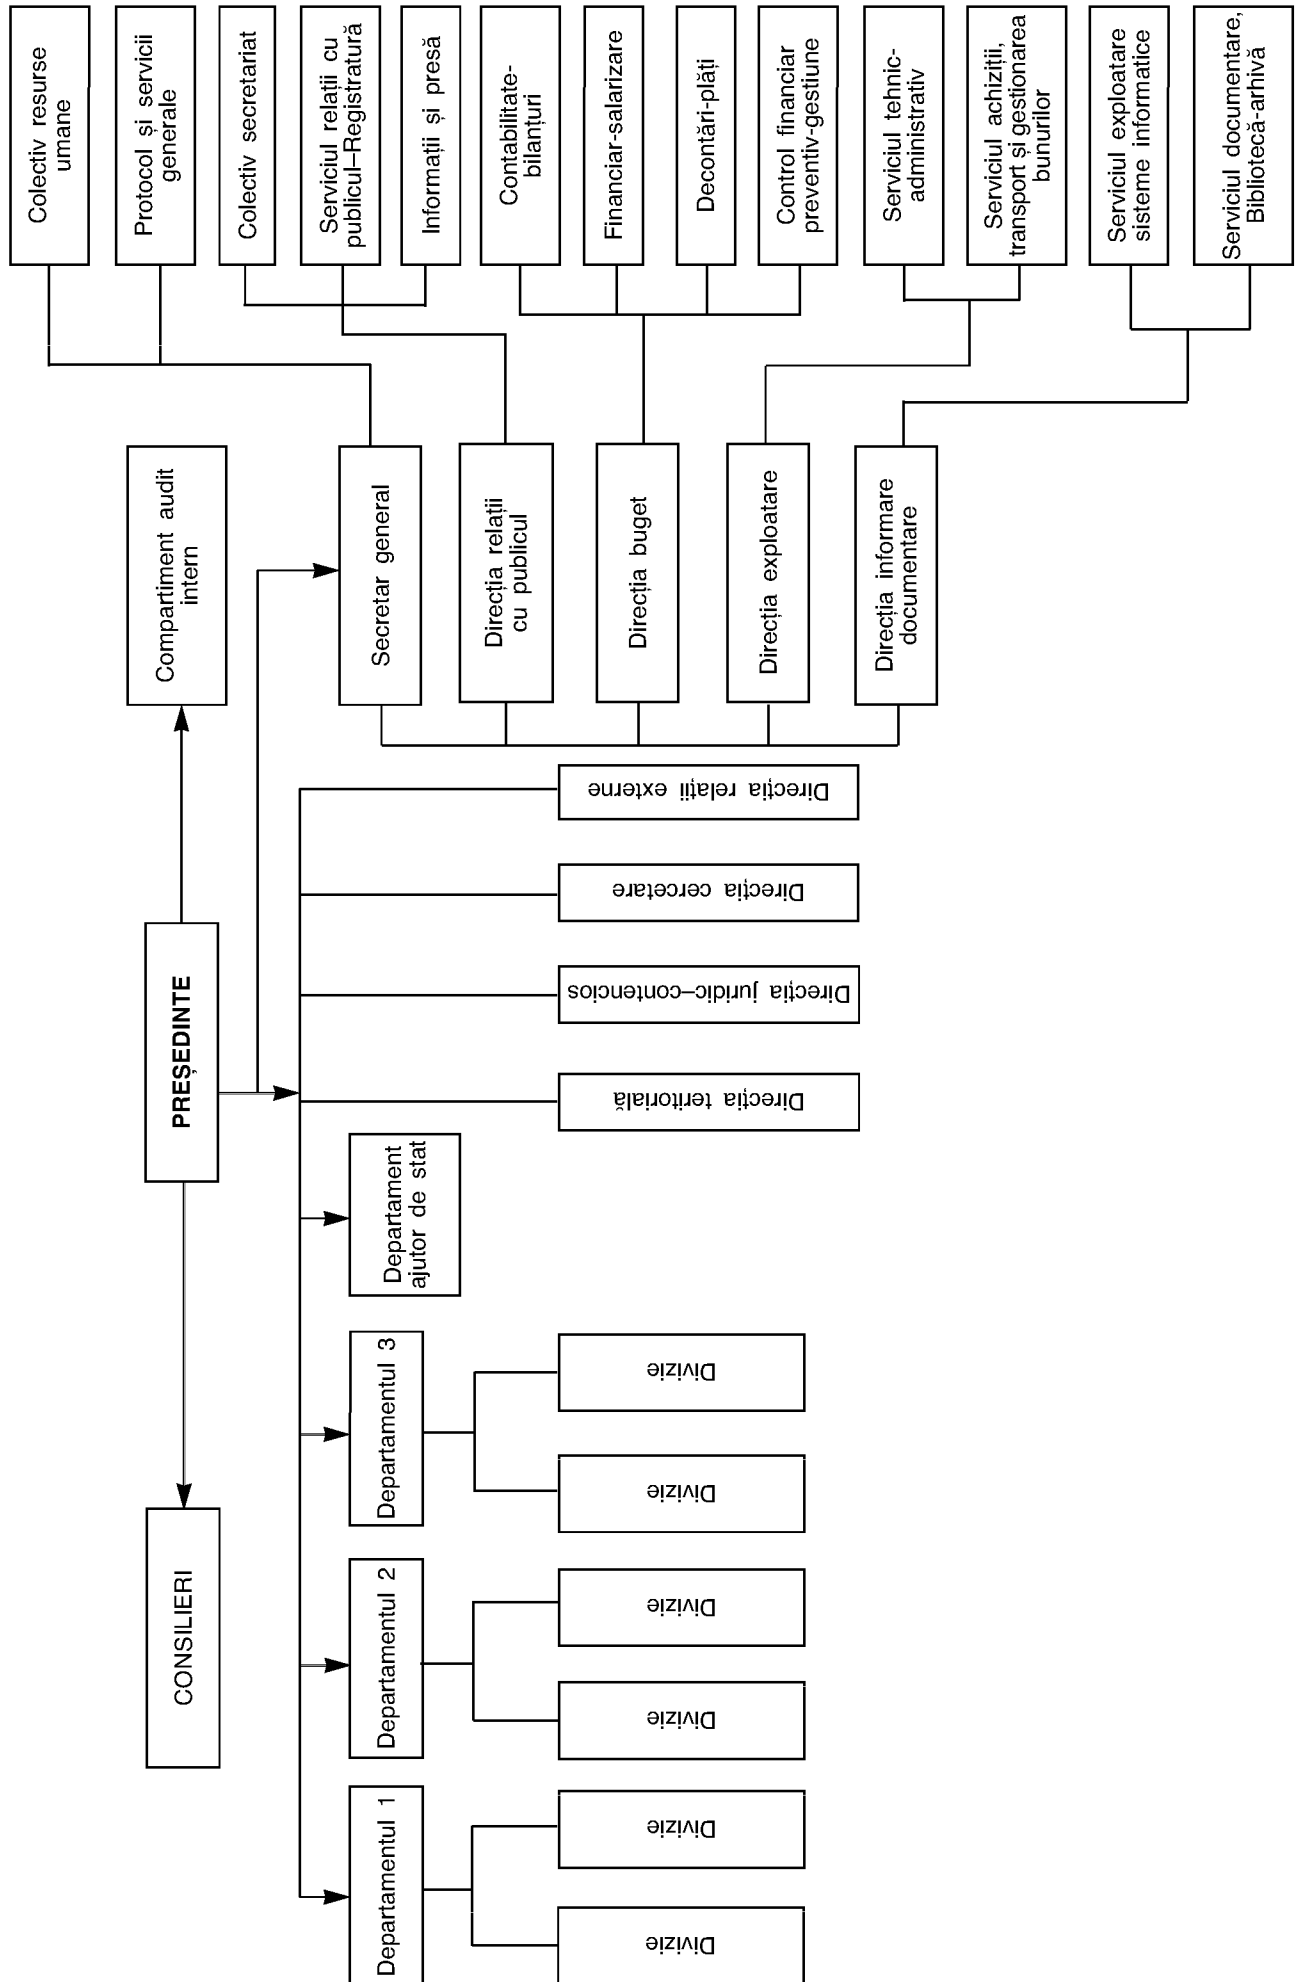 PREȘEDINTE
CONSILIERI
Compartiment audit
intern
Departamentul 1
Divizie
Divizie
Departamentul 2
Divizie
Divizie
Departamentul 3
Divizie
Divizie
Departament
ajutor de stat
Direcția teritorială
Direcția juridic–contencios
Direcția cercetare
Direcția relații externe
Secretar general
Direcția relații
cu publicul
Direcția buget
Direcția exploatare
Direcția informare
documentare
Colectiv resurse
umane
Protocol și servicii
generale
Colectiv secretariat
Serviciul relații cu
publicul–Registratură
Informații și presă
Contabilitate-
bilanțuri
Financiar-salarizare
Decontări-plăți
Control financiar
preventiv-gestiune
Serviciul tehnic-
administrativ
Serviciul achiziții,
transport și gestionarea
bunurilor
Serviciul exploatare
sisteme informatice
Serviciul documentare,
Bibliotecă-arhivă